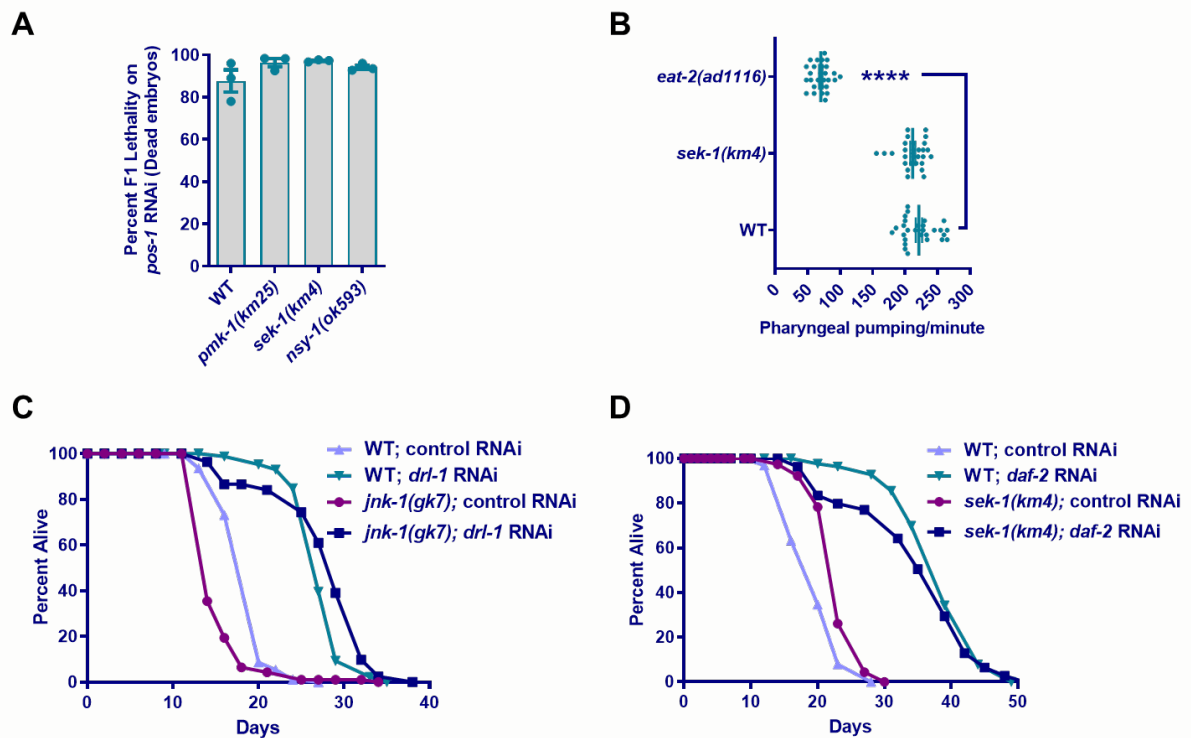 A
Percent F1 Lethality on
pos-1 RNAi (Dead embryos)
100
80
60
40
20
0
WT
pmk-1(km25)
sek-1(km4)
nsy-1(ok593)
B
eat-2(ad1116)
****
sek-1(km4)
WT
0 50 100 150 200 250 300
Pharyngeal pumping/minute
C
Percent Alive
100
80
60
40
20
0
0 10 20 30 40
Days
WT; control RNAi
WT; drl-1 RNAi
jnk-1(gk7); control RNAi
jnk-1(gk7); drl-1 RNAi
D
Percent Alive
100
80
60
40
20
0
0 10 20 30 40 50
Days
WT; control RNAi
WT; daf-2 RNAi
sek-1(km4); control RNAi
sek-1(km4); daf-2 RNAi